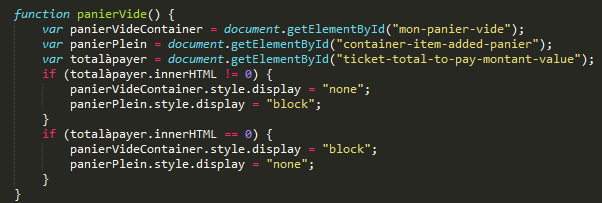 function panierVide() {
var panierVideContainer = document.getElementById("mon-panier-vide");
var panierPlein = document.getElementById("container-item-added-panier");
var totalàpayer = document.getElementById("ticket-total-to-pay-montant-value");
if (totalàpayer.innerHTML != 0) {
panierVideContainer.style.display = "none";
panierPlein.style.display = "block";
}
if (totalàpayer.innerHTML == 0) {
panierVideContainer.style.display = "block";
panierPlein.style.display = "none";
}
}